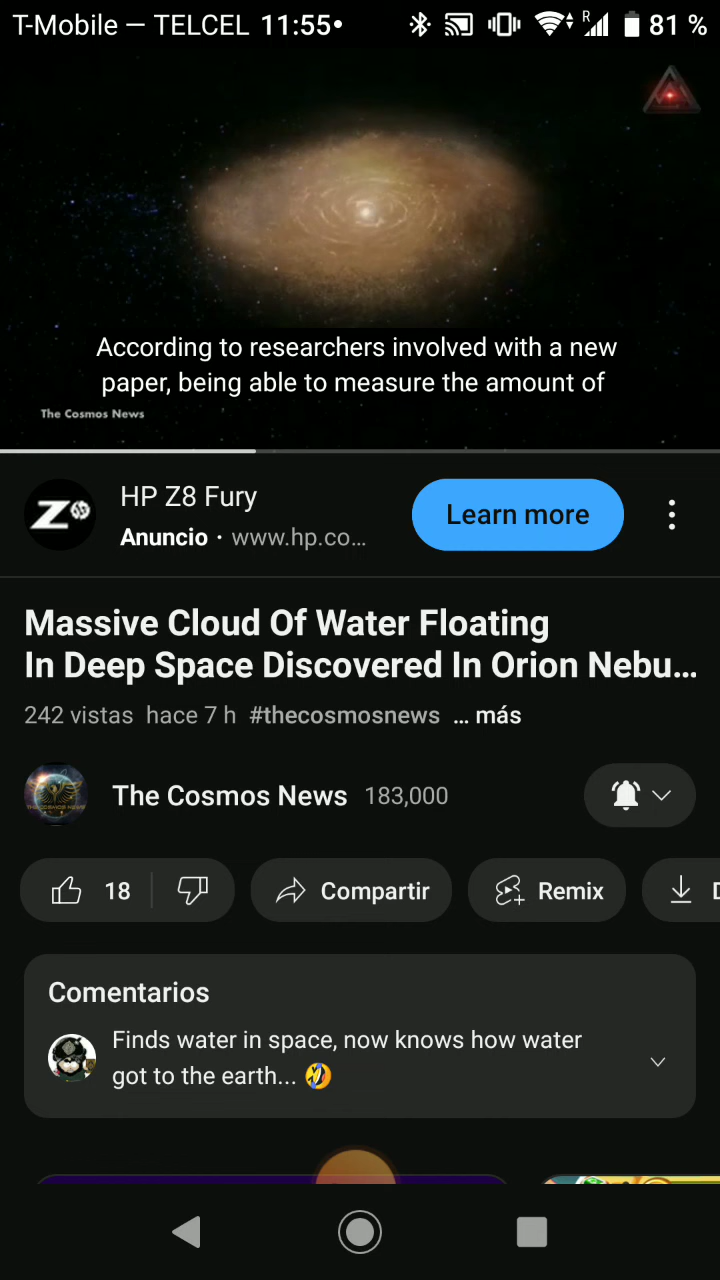 T-Mobile — TELCEL 11:55• R 81 %
According to researchers involved with a new
paper, being able to measure the amount of
The Cosmos News
Z
HP Z8 Fury
Learn more
Anuncio · www.hp.co...
Massive Cloud Of Water Floating
In Deep Space Discovered In Orion Nebu...
242 vistas hace 7 h #thecosmosnews ... más
The Cosmos News 183,000
18 Compartir Remix D
Comentarios
Finds water in space, now knows how water
got to the earth... 🤣